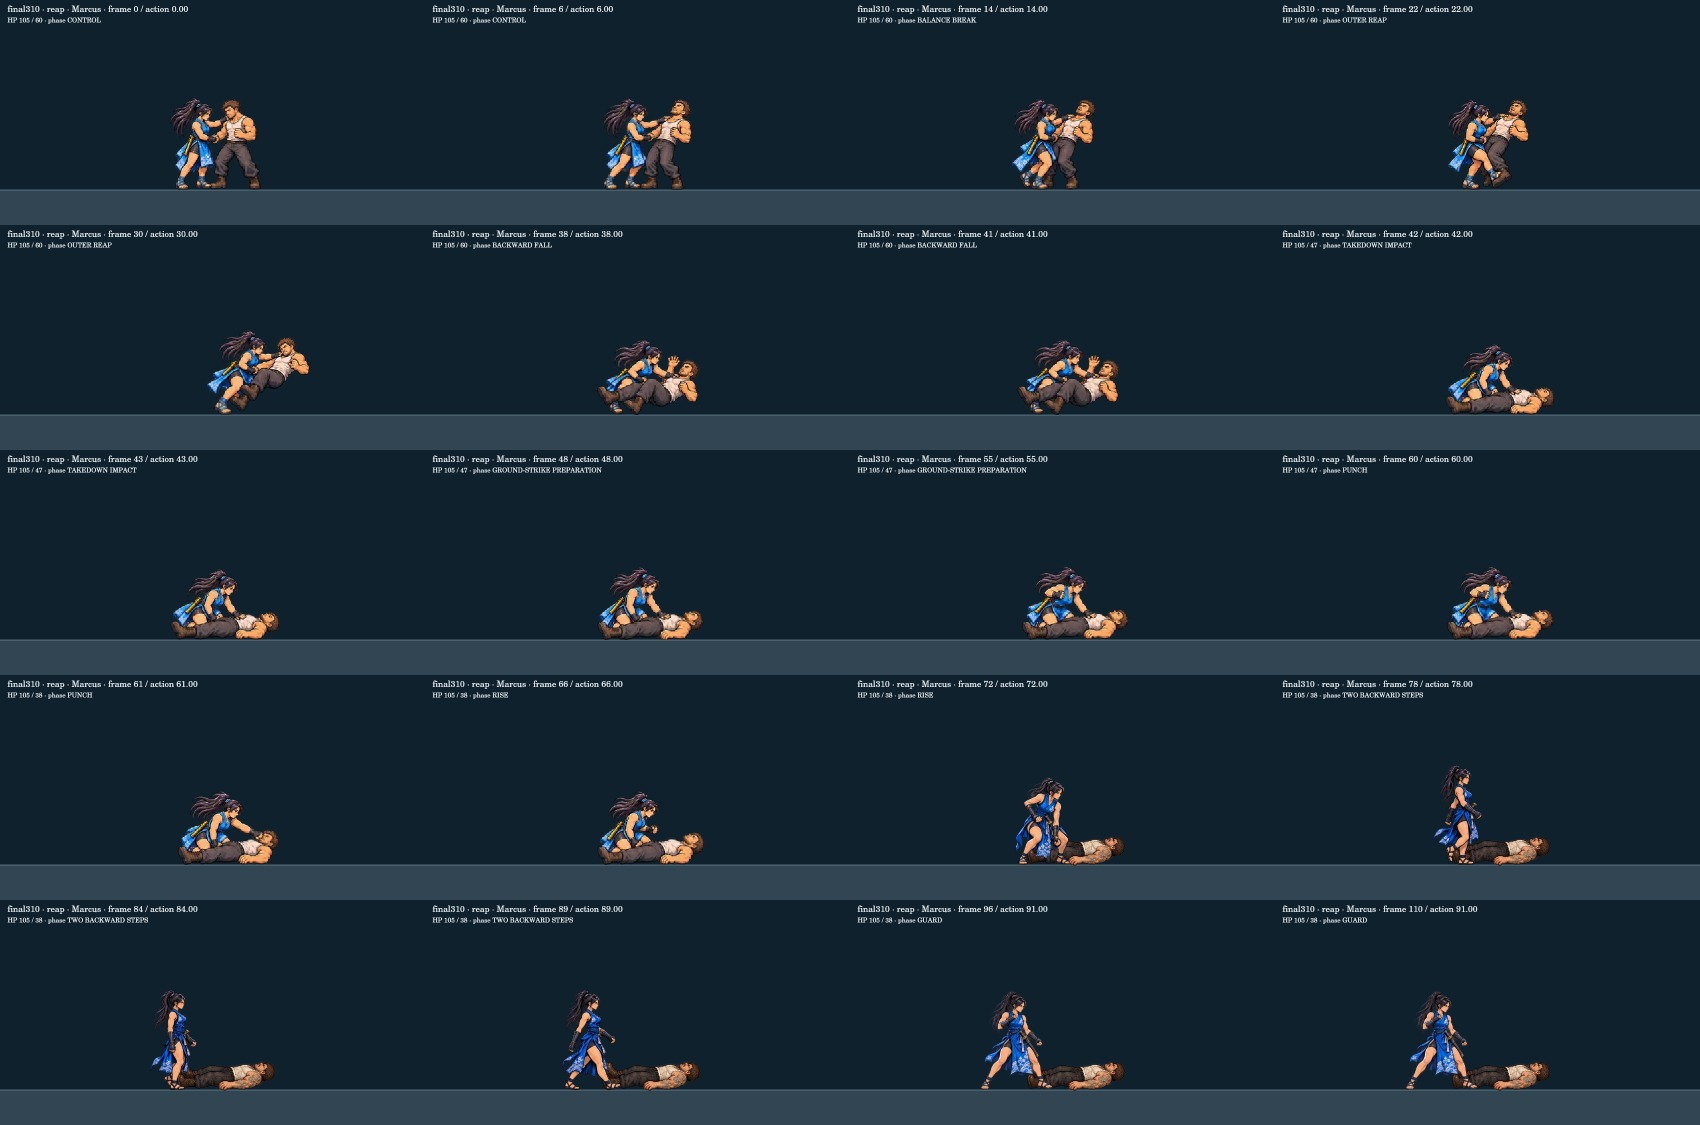 final310 · reap · Marcus · frame 0 / action 0.00
HP 105 / 60 · phase CONTROL
final310 · reap · Marcus · frame 6 / action 6.00
HP 105 / 60 · phase CONTROL
final310 · reap · Marcus · frame 14 / action 14.00
HP 105 / 60 · phase BALANCE BREAK
final310 · reap · Marcus · frame 22 / action 22.00
HP 105 / 60 · phase OUTER REAP
final310 · reap · Marcus · frame 30 / action 30.00
HP 105 / 60 · phase OUTER REAP
final310 · reap · Marcus · frame 38 / action 38.00
HP 105 / 60 · phase BACKWARD FALL
final310 · reap · Marcus · frame 41 / action 41.00
HP 105 / 60 · phase BACKWARD FALL
final310 · reap · Marcus · frame 42 / action 42.00
HP 105 / 47 · phase TAKEDOWN IMPACT
final310 · reap · Marcus · frame 43 / action 43.00
HP 105 / 47 · phase TAKEDOWN IMPACT
final310 · reap · Marcus · frame 48 / action 48.00
HP 105 / 47 · phase GROUND-STRIKE PREPARATION
final310 · reap · Marcus · frame 55 / action 55.00
HP 105 / 47 · phase GROUND-STRIKE PREPARATION
final310 · reap · Marcus · frame 60 / action 60.00
HP 105 / 47 · phase PUNCH
final310 · reap · Marcus · frame 61 / action 61.00
HP 105 / 38 · phase PUNCH
final310 · reap · Marcus · frame 66 / action 66.00
HP 105 / 38 · phase RISE
final310 · reap · Marcus · frame 72 / action 72.00
HP 105 / 38 · phase RISE
final310 · reap · Marcus · frame 78 / action 78.00
HP 105 / 38 · phase TWO BACKWARD STEPS
final310 · reap · Marcus · frame 84 / action 84.00
HP 105 / 38 · phase TWO BACKWARD STEPS
final310 · reap · Marcus · frame 89 / action 89.00
HP 105 / 38 · phase TWO BACKWARD STEPS
final310 · reap · Marcus · frame 96 / action 91.00
HP 105 / 38 · phase GUARD
final310 · reap · Marcus · frame 110 / action 91.00
HP 105 / 38 · phase GUARD